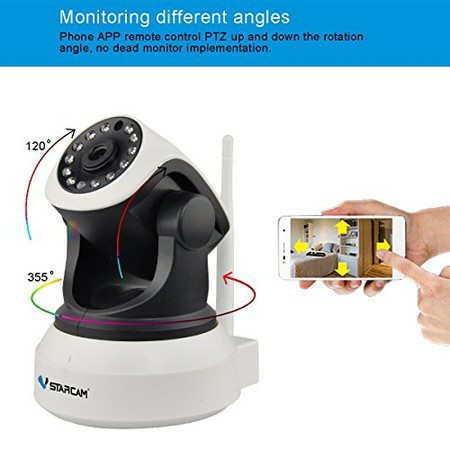 Monitoring different angles
Phone APP remote control PTZ up and down the rotation
angle, no dead monitor implementation.
120°
355°
VSTARCAM